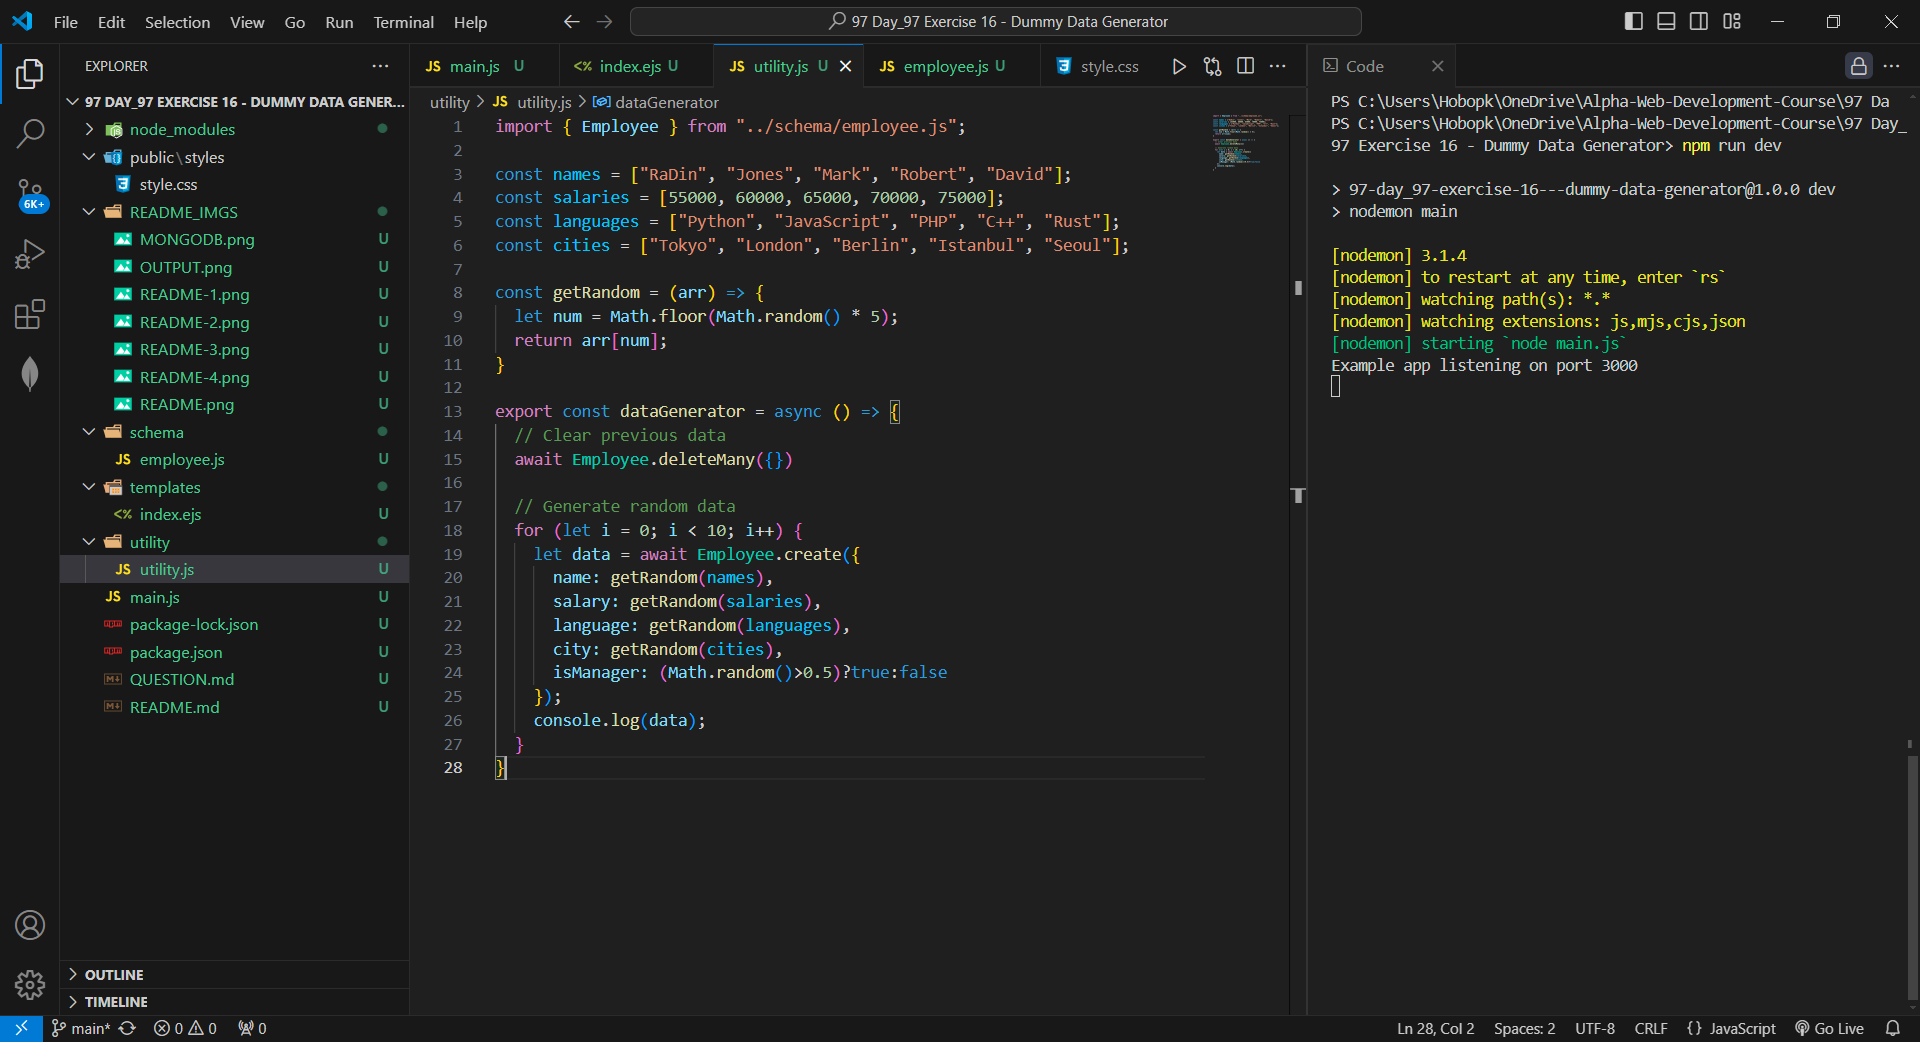 File Edit Selection View Go Run Terminal Help
97 Day_97 Exercise 16 - Dummy Data Generator
EXPLORER
97 DAY_97 EXERCISE 16 - DUMMY DATA GENER...
node_modules
public\styles
style.css
README_IMGS
MONGODB.png U
OUTPUT.png U
README-1.png U
README-2.png U
README-3.png U
README-4.png U
README.png U
schema
JS employee.js U
templates
<% index.ejs U
utility
JS utility.js U
JS main.js U
package-lock.json U
package.json U
QUESTION.md U
README.md U
OUTLINE
TIMELINE
6K+
JS main.js U <% index.ejs U JS utility.js U JS employee.js U style.css
utility > JS utility.js > dataGenerator
1 import { Employee } from "../schema/employee.js";
2
3 const names = ["RaDin", "Jones", "Mark", "Robert", "David"];
4 const salaries = [55000, 60000, 65000, 70000, 75000];
5 const languages = ["Python", "JavaScript", "PHP", "C++", "Rust"];
6 const cities = ["Tokyo", "London", "Berlin", "Istanbul", "Seoul"];
7
8 const getRandom = (arr) => {
9 let num = Math.floor(Math.random() * 5);
10 return arr[num];
11 }
12
13 export const dataGenerator = async () => {
14 // Clear previous data
15 await Employee.deleteMany({})
16
17 // Generate random data
18 for (let i = 0; i < 10; i++) {
19 let data = await Employee.create({
20 name: getRandom(names),
21 salary: getRandom(salaries),
22 language: getRandom(languages),
23 city: getRandom(cities),
24 isManager: (Math.random()>0.5)?true:false
25 });
26 console.log(data);
27 }
28 }
Code
PS C:\Users\Hobopk\OneDrive\Alpha-Web-Development-Course\97 Da
PS C:\Users\Hobopk\OneDrive\Alpha-Web-Development-Course\97 Day_
97 Exercise 16 - Dummy Data Generator> npm run dev
> 97-day_97-exercise-16---dummy-data-generator@1.0.0 dev
> nodemon main
[nodemon] 3.1.4
[nodemon] to restart at any time, enter `rs`
[nodemon] watching path(s): *.*
[nodemon] watching extensions: js,mjs,cjs,json
[nodemon] starting `node main.js`
Example app listening on port 3000
main* 0 0 0
Ln 28, Col 2 Spaces: 2 UTF-8 CRLF {} JavaScript Go Live